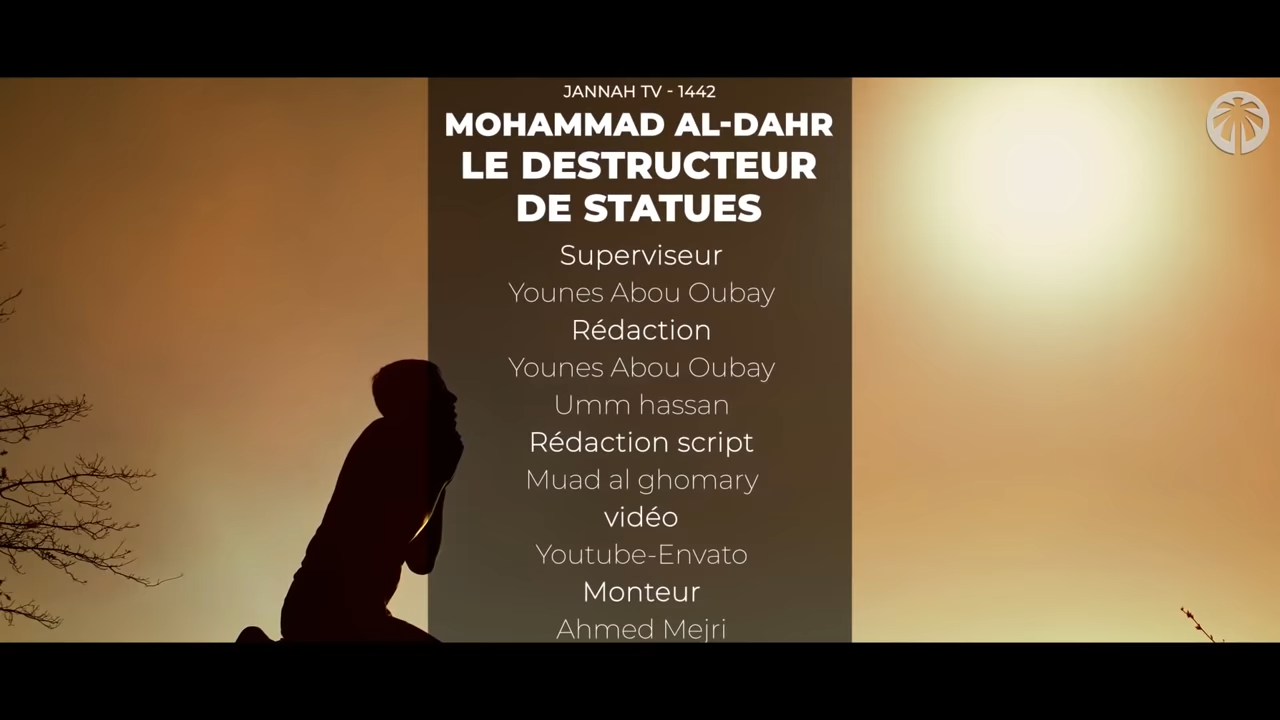 JANNAH TV - 1442
MOHAMMAD AL-DAHR
LE DESTRUCTEUR
DE STATUES
Superviseur
Younes Abou Oubay
Rédaction
Younes Abou Oubay
Umm hassan
Rédaction script
Muad al ghomary
vidéo
Youtube-Envato
Monteur
Ahmed Mejri